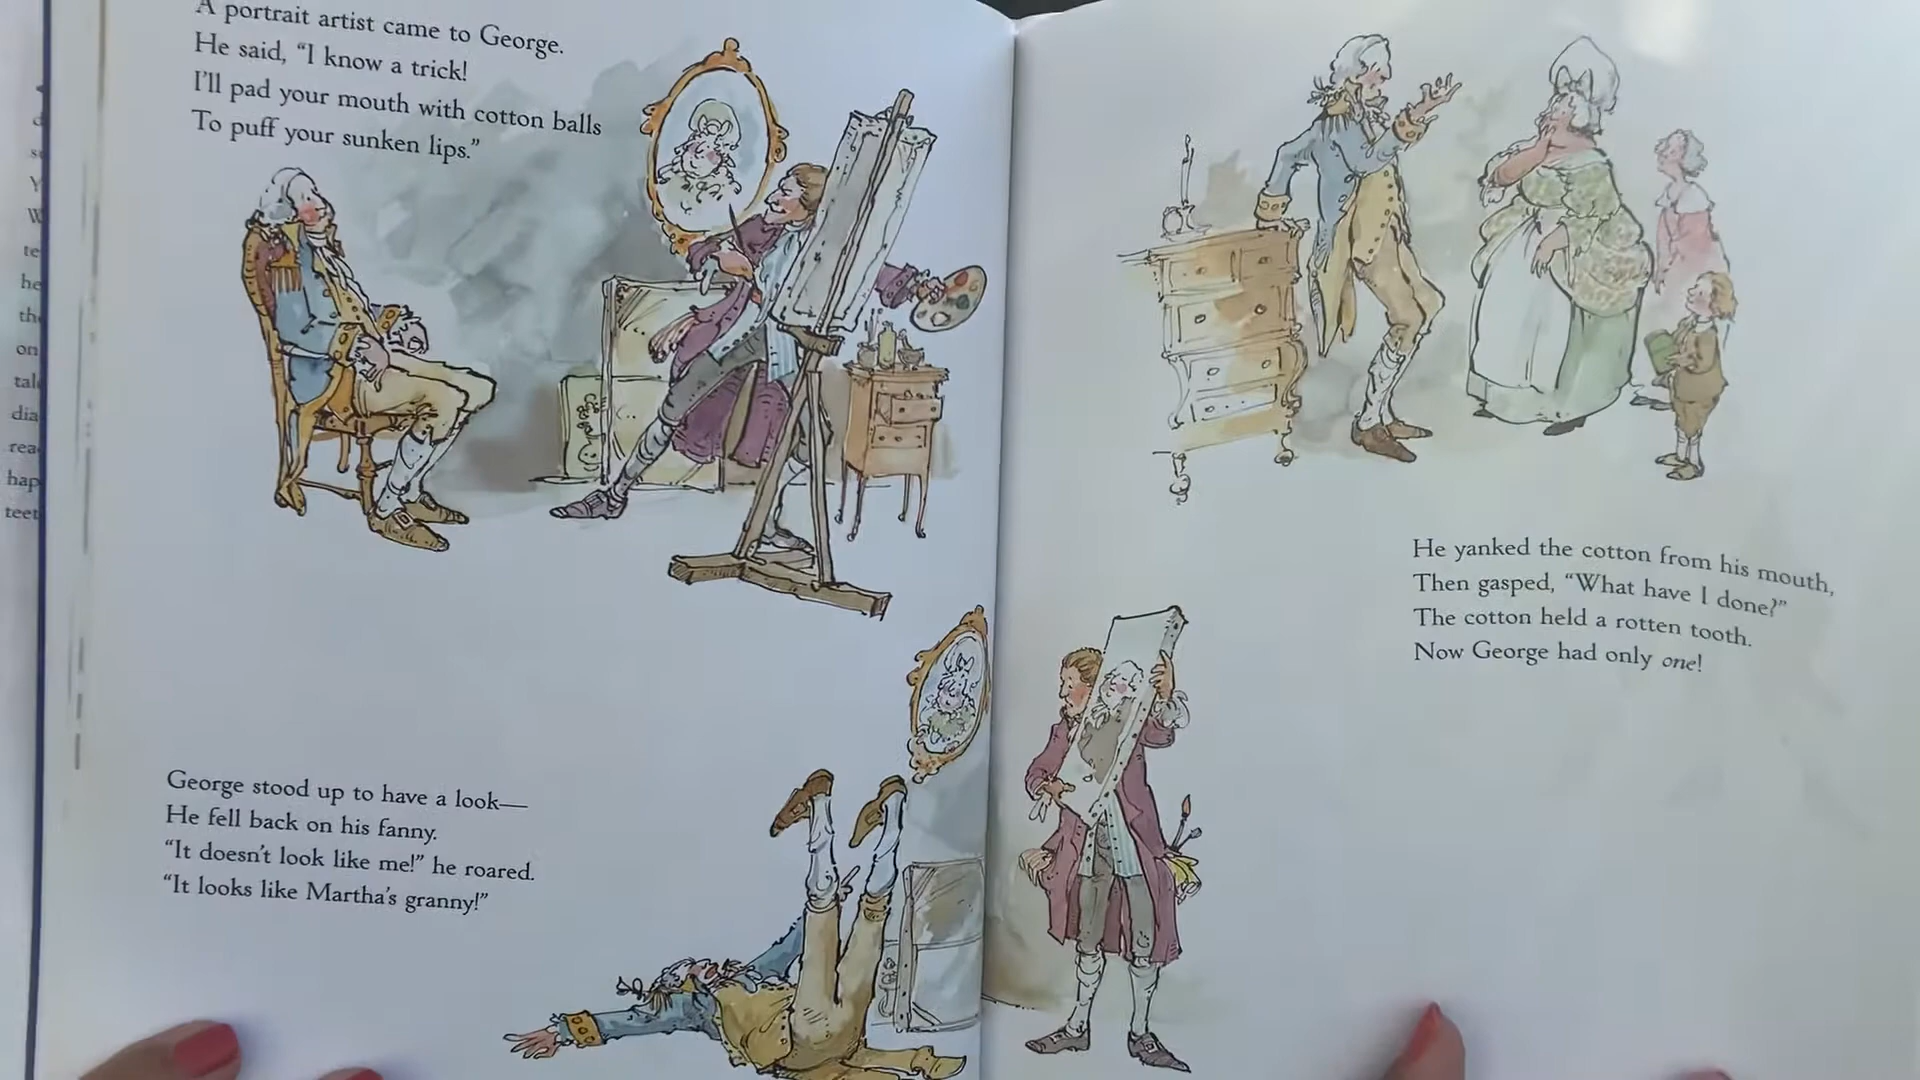 A portrait artist came to George.
He said, “I know a trick!
I’ll pad your mouth with cotton balls
To puff your sunken lips.”
George stood up to have a look—
He fell back on his fanny.
“It doesn’t look like me!” he roared.
“It looks like Martha’s granny!”
He yanked the cotton from his mouth,
Then gasped, “What have I done?”
The cotton held a rotten tooth.
Now George had only one!